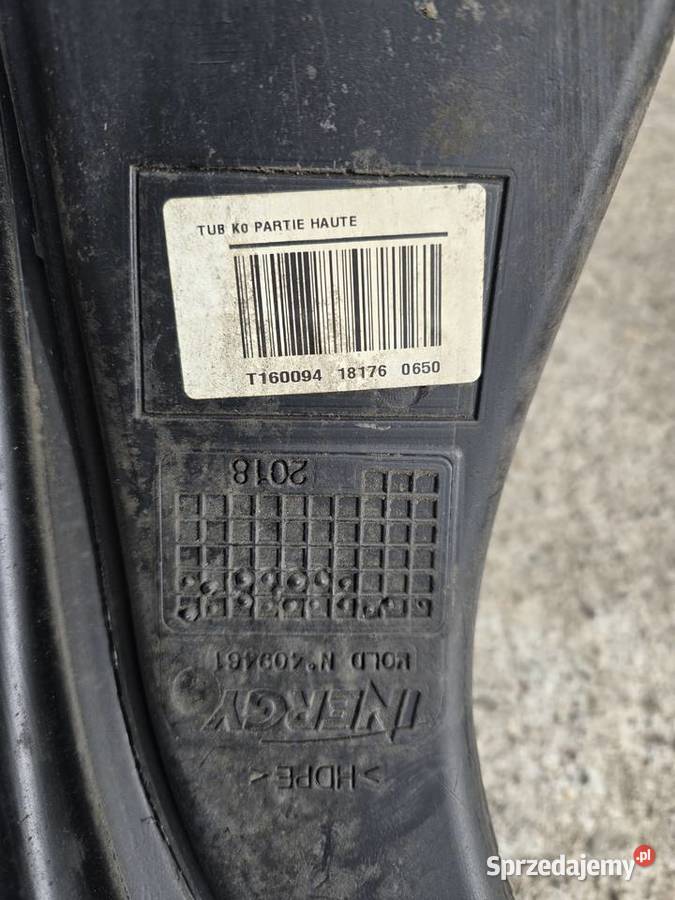 TUB K0 PARTIE HAUTE
T160094 18176 0650
2018
MOLD N°409461
INERGY
>HDPE<
Sprzedajemy.pl